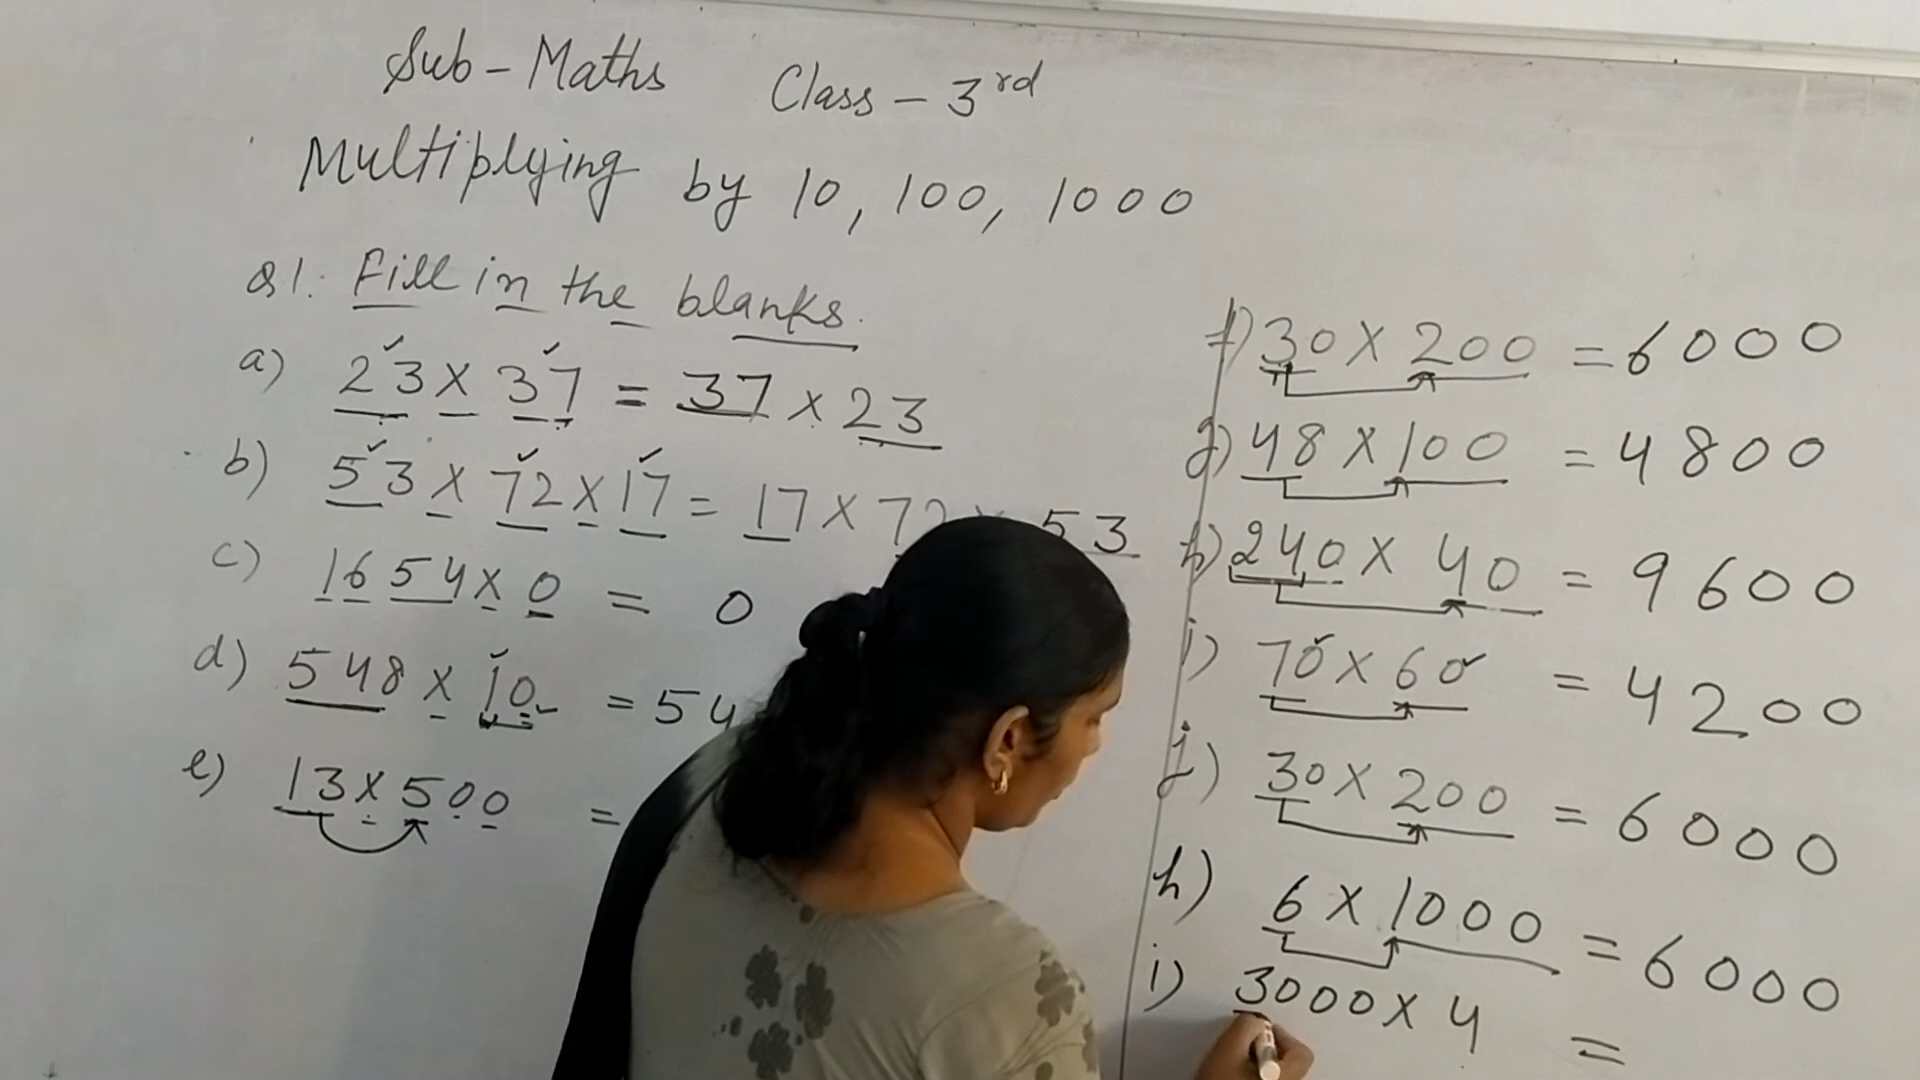 Sub - Maths Class - 3rd
Multiplying by 10, 100, 1000
Q1. Fill in the blanks.
a) 23 X 37 = 37 X 23
b) 53 X 72 X 17 = 17 X 72 X 53
c) 1654 X 0 = 0
d) 548 X 10 = 54
e) 13 X 500 =
f) 30 X 200 = 6000
g) 48 X 100 = 4800
h) 240 X 40 = 9600
i) 70 X 60 = 4200
j) 30 X 200 = 6000
h) 6 X 1000 = 6000
i) 3000 X 4 =